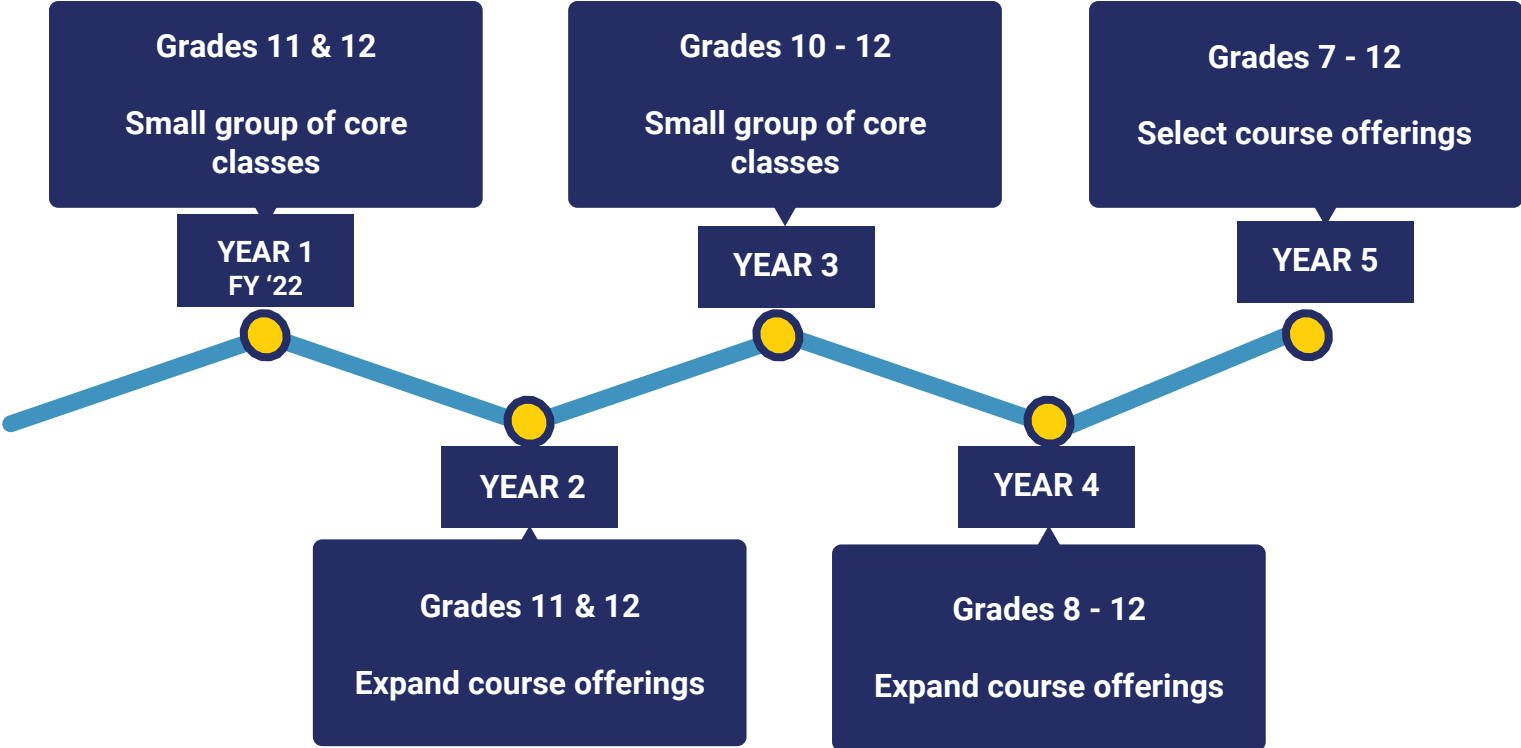 Grades 11 & 12
Small group of core
classes
YEAR 1
FY ‘22
Grades 10 - 12
Small group of core
classes
YEAR 3
Grades 7 - 12
Select course offerings
YEAR 5
YEAR 2
Grades 11 & 12
Expand course offerings
YEAR 4
Grades 8 - 12
Expand course offerings